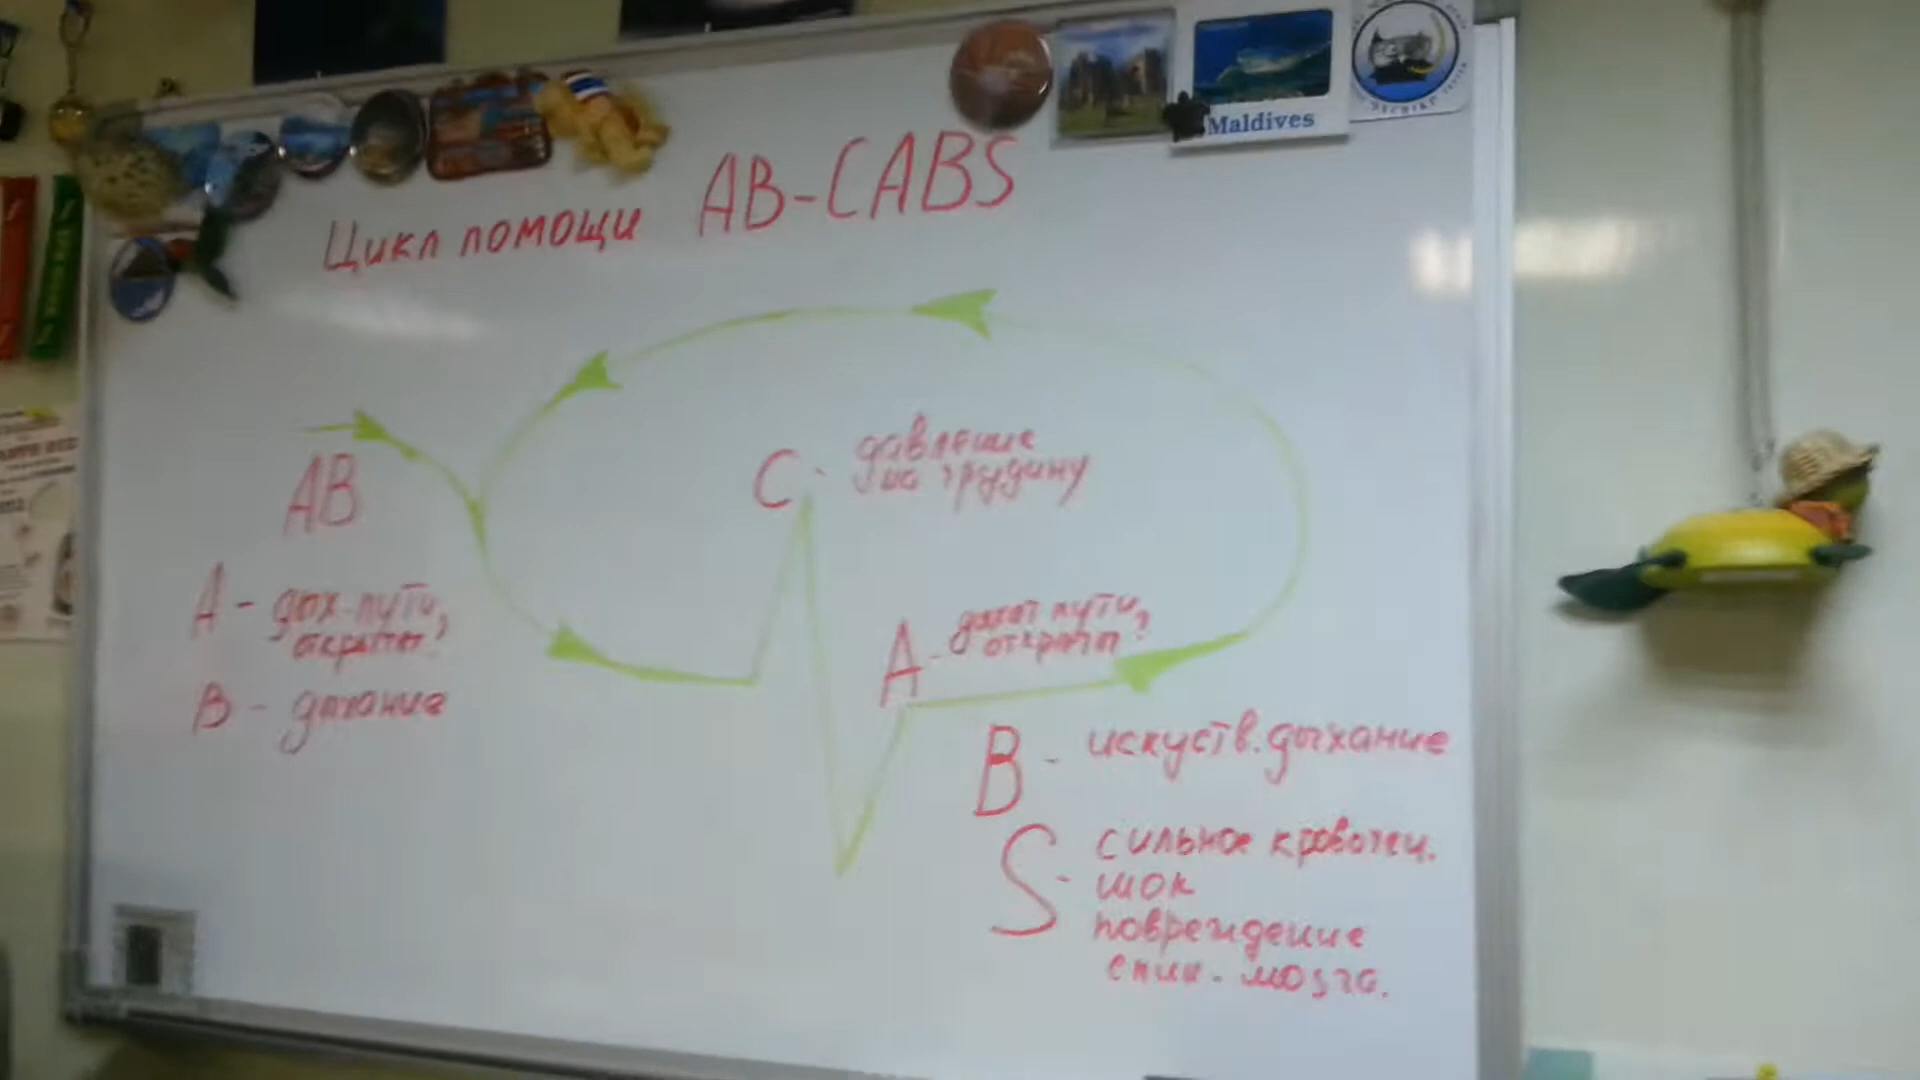 Maldives
Цикл помощи AB-CABS
C - давление
на грудину
AB
A - дых. пути,
открыты?
B - дыхание
A - дыхат пути,
открыты?
B - искуств. дыхание
S - сильное кровотеч.
шок
повреждение
спин. мозга.